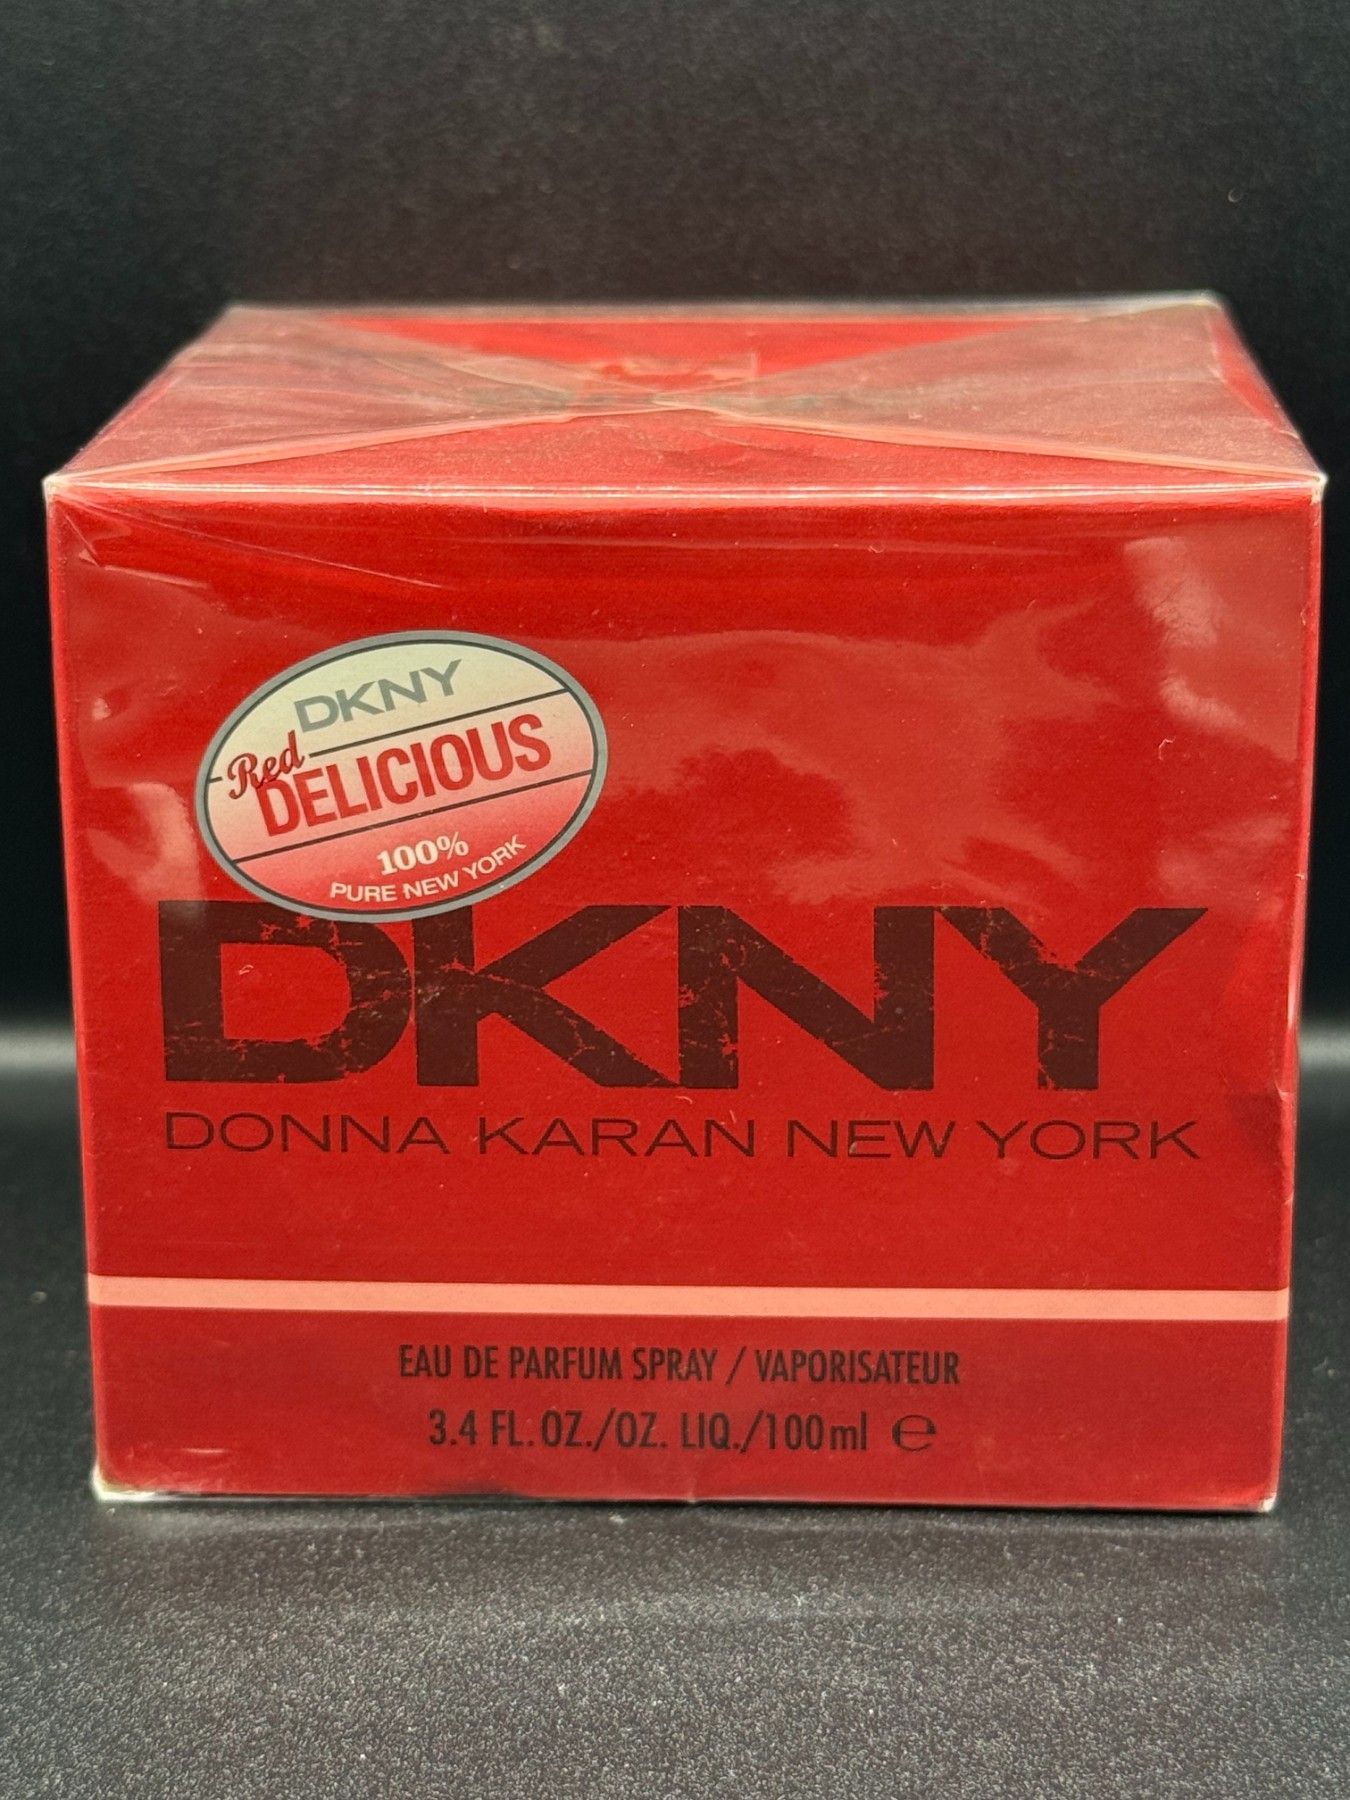 DKNY
Red
DELICIOUS
100%
PURE NEW YORK
DKNY
DONNA KARAN NEW YORK
EAU DE PARFUM SPRAY / VAPORISATEUR
3.4 FL. OZ./OZ. LIQ./100ml ℮